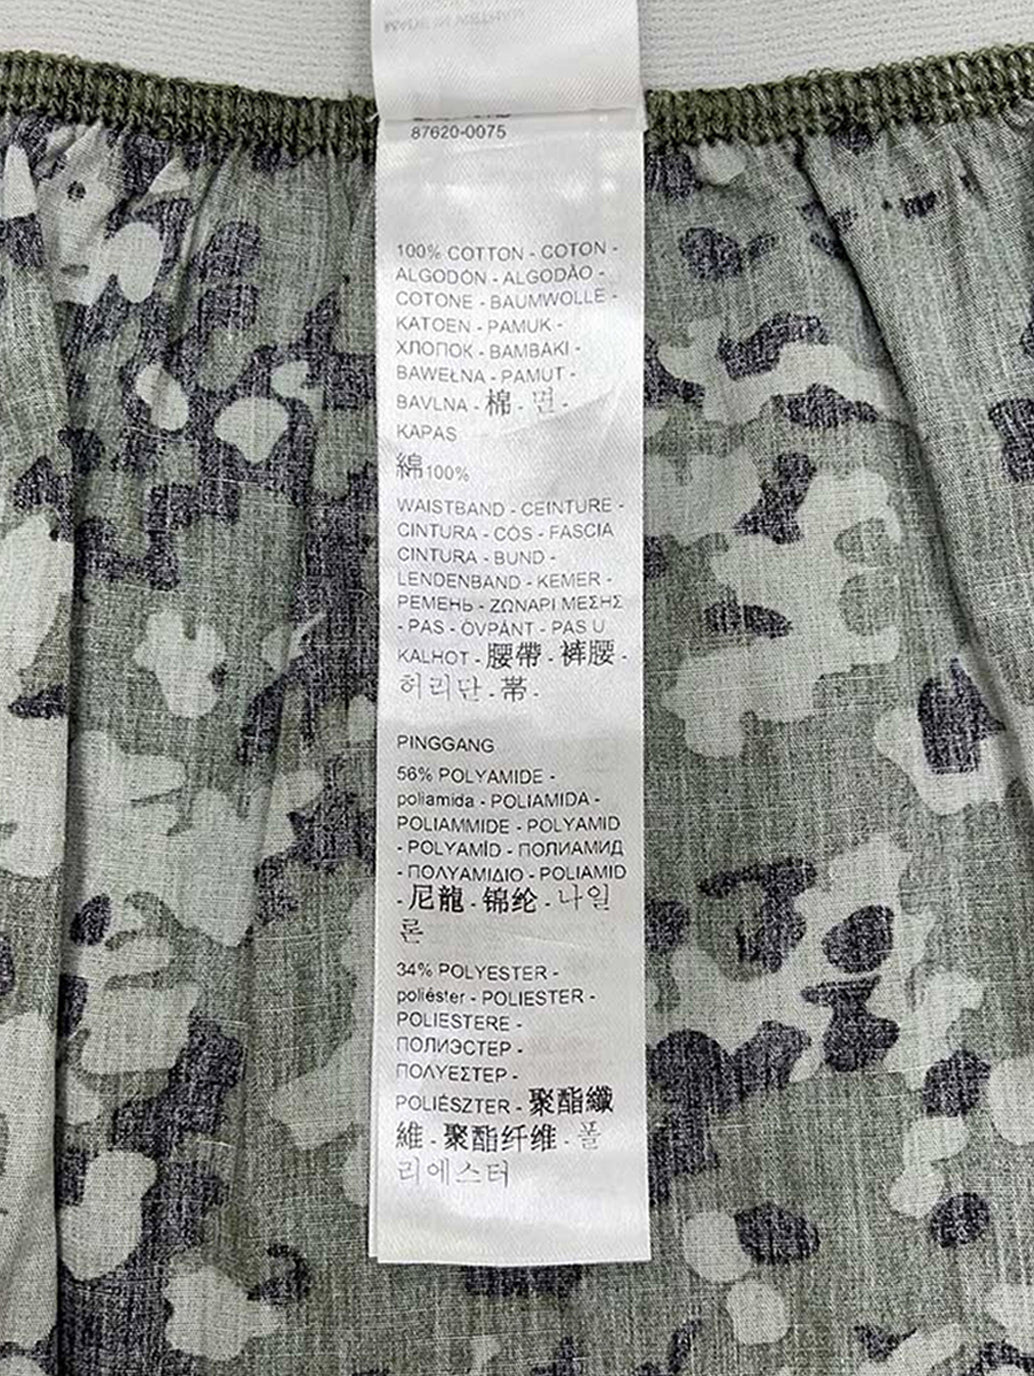 87620-0075
100% COTTON - COTON -
ALGODÓN - ALGODÃO -
COTONE - BAUMWOLLE -
KATOEN - PAMUK -
ХЛОПОК - BAMBAKI -
BAWEŁNA - PAMUT -
BAVLNA - 棉 - 면 -
KAPAS
綿100%
WAISTBAND - CEINTURE -
CINTURA - CÓS - FASCIA
CINTURA - BUND -
LENDENBAND - KEMER -
РЕМЕНЬ - ΖΩΝΑΡΙ ΜΕΣΗΣ
- PAS - ÖVPÁNT - PAS U
KALHOT - 腰帶 - 裤腰 -
허리단 - 帯 -
PINGGANG
56% POLYAMIDE -
poliamida - POLIAMIDA -
POLIAMMIDE - POLYAMID
- POLYAMİD - ПОЛИАМИД
- ΠΟΛΥΑΜΙΔΙΟ - POLIAMID
- 尼龍 - 锦纶 - 나일
론
34% POLYESTER -
poliéster - POLIESTER -
POLIESTERE -
ПОЛИЭСТЕР -
ΠΟΛΥΕΣΤΕΡ -
POLIÉSZTER - 聚酯纖
維 - 聚酯纤维 - 폴
리에스터